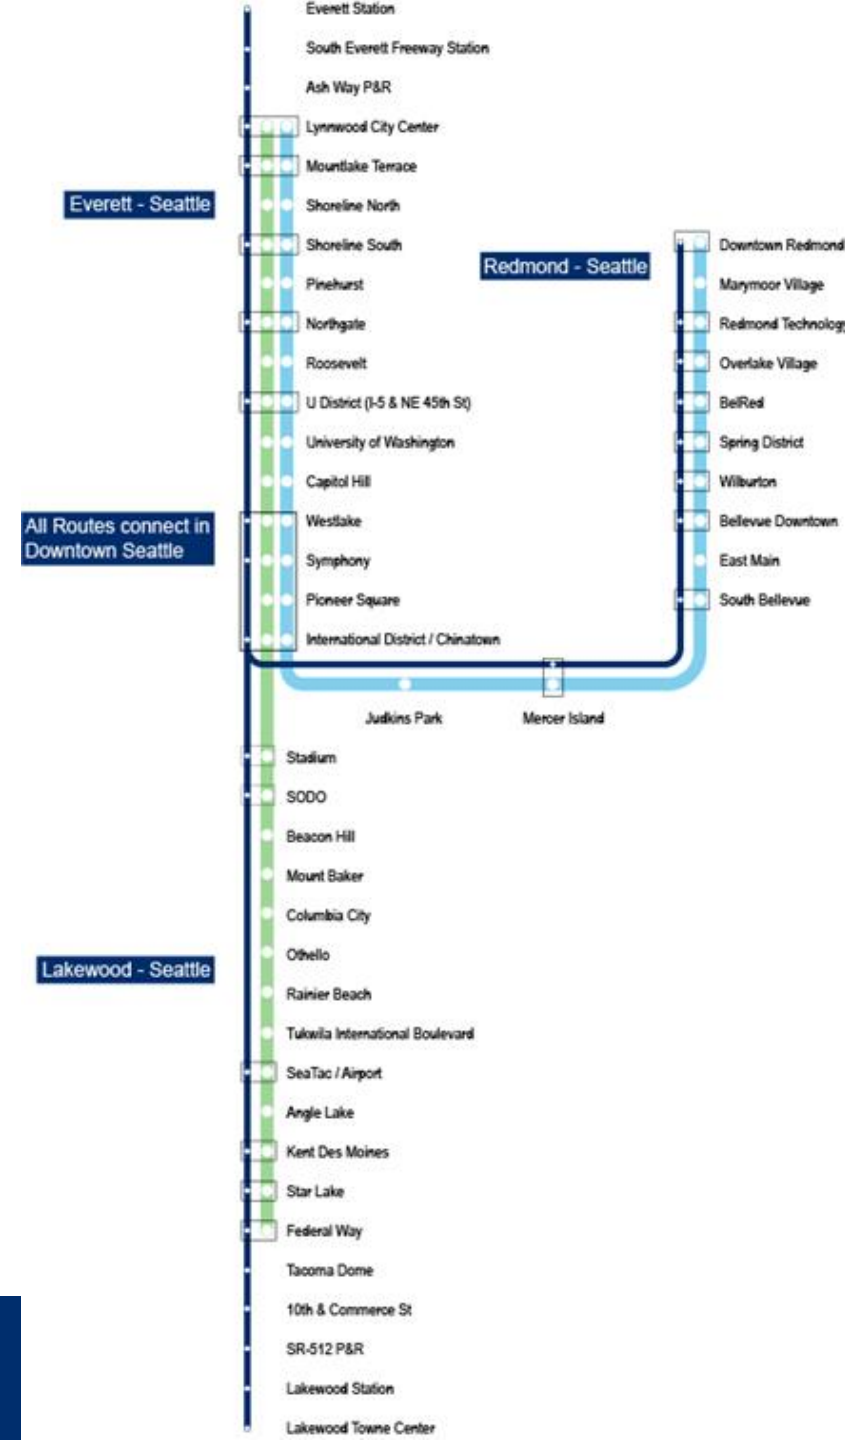 Everett Station
South Everett Freeway Station
Ash Way P&R
Lynnwood City Center
Mountlake Terrace
Everett - Seattle
Shoreline North
Shoreline South
Pinehurst
Northgate
Roosevelt
U District (I-5 & NE 45th St)
University of Washington
Capitol Hill
All Routes connect in
Downtown Seattle
Westlake
Symphony
Pioneer Square
International District / Chinatown
Redmond - Seattle
Downtown Redmond
Marymoor Village
Redmond Technology
Overlake Village
BelRed
Spring District
Wilburton
Bellevue Downtown
East Main
South Bellevue
Judkins Park
Mercer Island
Stadium
SODO
Beacon Hill
Mount Baker
Columbia City
Othello
Lakewood - Seattle
Rainier Beach
Tukwila International Boulevard
SeaTac / Airport
Angle Lake
Kent Des Moines
Star Lake
Federal Way
Tacoma Dome
10th & Commerce St
SR-512 P&R
Lakewood Station
Lakewood Towne Center